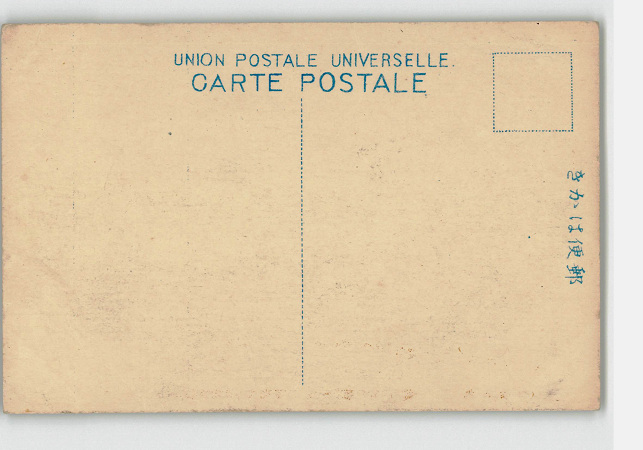 UNION POSTALE UNIVERSELLE.
CARTE POSTALE
きかは便郵